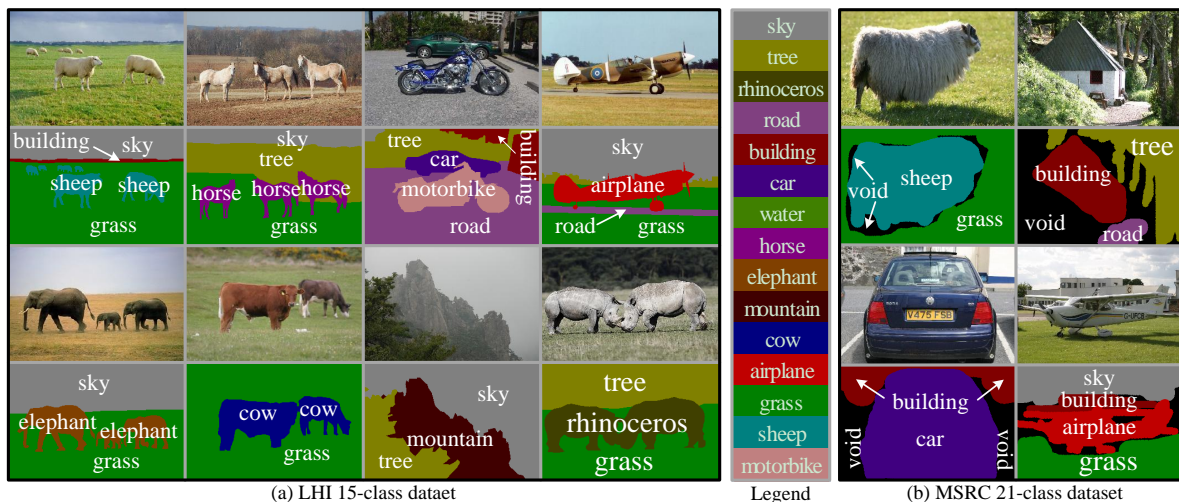 building
sky
sheep
sheep
grass
sky
tree
horse
horse
horse
grass
tree
building
car
motorbike
road
sky
airplane
road
grass
sky
elephant
elephant
grass
cow
cow
grass
sky
mountain
tree
tree
rhinoceros
grass
(a) LHI 15-class dataet
sky
tree
rhinoceros
road
building
car
water
horse
elephant
mountain
cow
airplane
grass
sheep
motorbike
Legend
void
sheep
grass
tree
building
void
road
V475 FSB
G-UFCB
building
car
void
void
sky
building
airplane
grass
(b) MSRC 21-class dataset